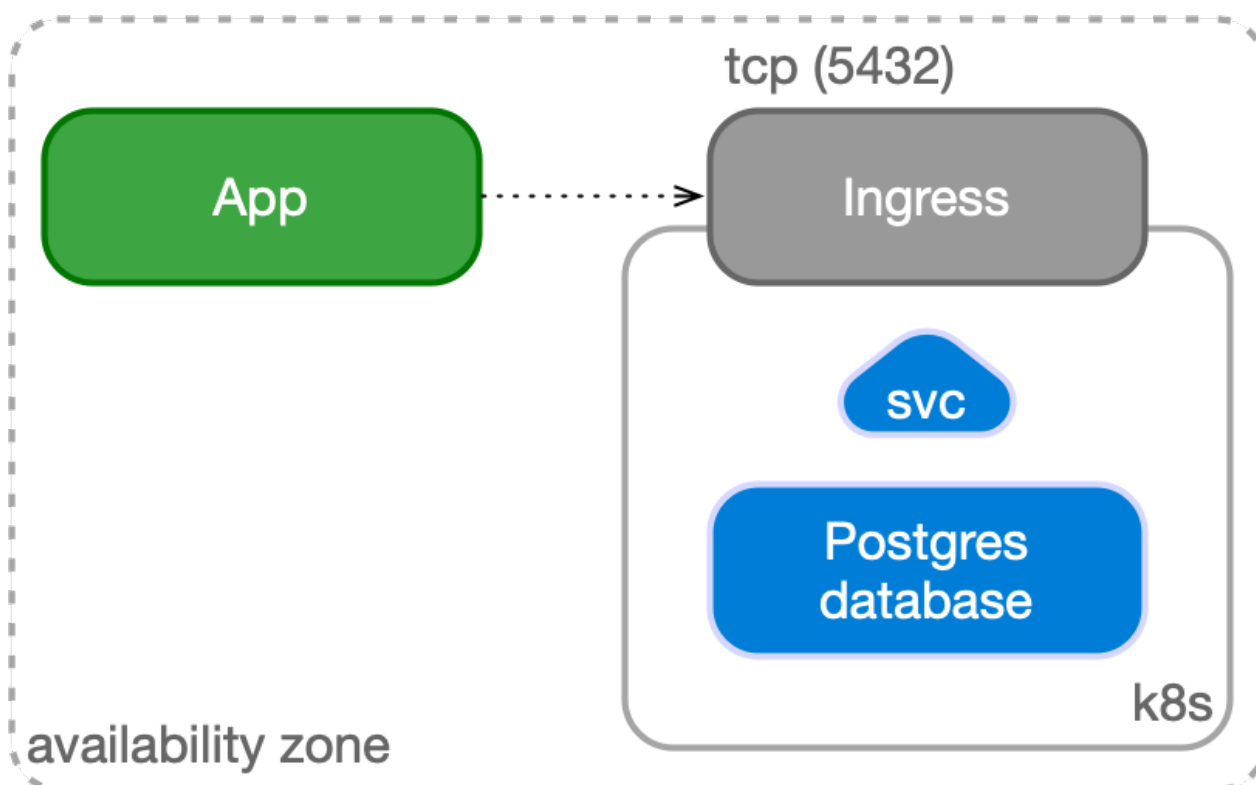 tcp (5432)
App
Ingress
svc
Postgres
database
k8s
availability zone